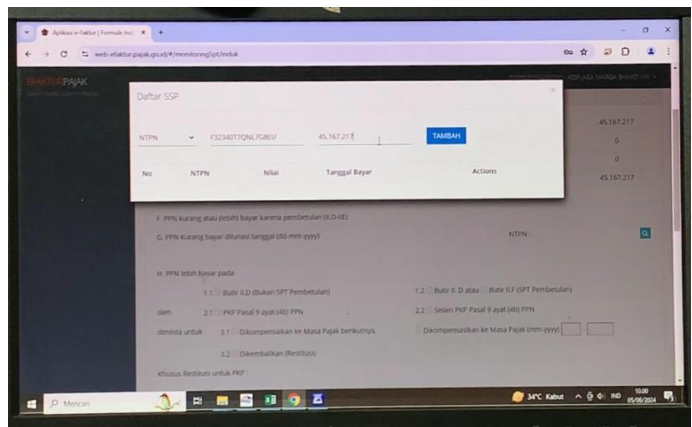 Aplikasi e-Faktur | Formulir Ind
web-efaktur.pajak.go.id/#/monitoringSpt/induk
EFAKTURPAJAK
Daftar SSP
45.167.217
NTPN F32340T7QNL7G8EU 45.167.217 TAMBAH
0
0
No NTPN Nilai Tanggal Bayar Actions
45.167.217
F. PPN kurang atau (lebih) bayar karena pembetulan (II.D-II.E)
G. PPN Kurang bayar dilunasi tanggal (dd-mm-yyyy) NTPN :
H. PPN lebih bayar pada
1.1 Butir II.D (Bukan SPT Pembetulan) 1.2 Butir II. D atau Butir II.F (SPT Pembetulan)
oleh 2.1 PKP Pasal 9 ayat (4b) PPN 2.2 Selain PKP Pasal 9 ayat (4b) PPN
diminta untuk 3.1 Dikompensasikan ke Masa Pajak berikutnya, Dikompensasikan ke Masa Pajak (mm-yyyy)
3.2 Dikembalikan (Restitusi)
Khusus Restitusi untuk PKP :
Mencari 34°C Kabut IND 10.00
05/06/2024